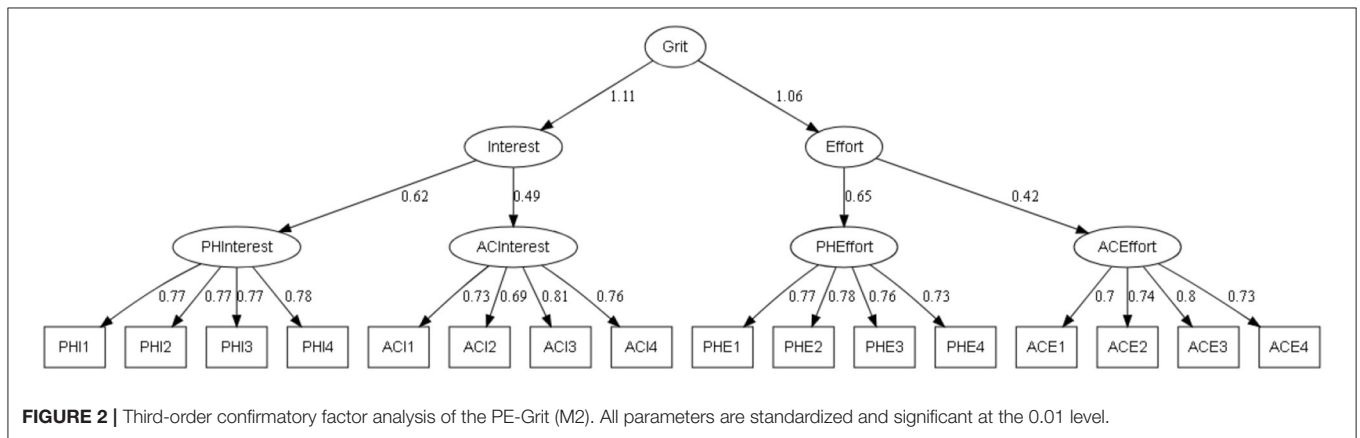 Grit
1.11 1.06
Interest Effort
0.62 0.49 0.65 0.42
PHInterest ACInterest PHEffort ACEffort
0.77 0.77 0.77 0.78 0.73 0.69 0.81 0.76 0.77 0.78 0.76 0.73 0.7 0.74 0.8 0.73
PHI1 PHI2 PHI3 PHI4 ACI1 ACI2 ACI3 ACI4 PHE1 PHE2 PHE3 PHE4 ACE1 ACE2 ACE3 ACE4
FIGURE 2 | Third-order confirmatory factor analysis of the PE-Grit (M2). All parameters are standardized and significant at the 0.01 level.